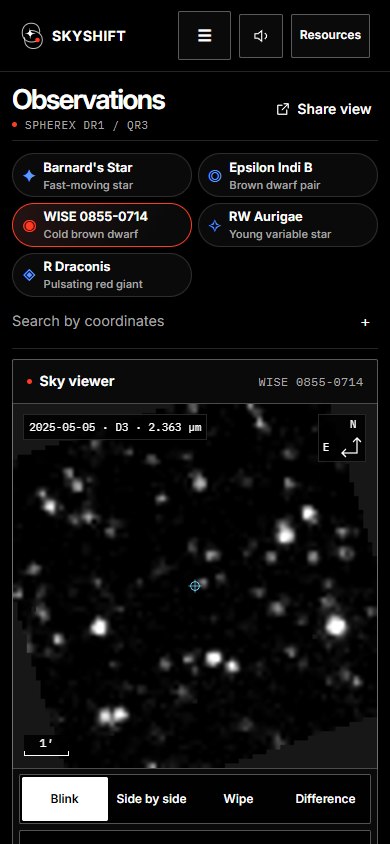 SKYSHIFT
Resources
Observations
SPHEREX DR1 / QR3
Share view
Barnard's Star
Fast-moving star
Epsilon Indi B
Brown dwarf pair
WISE 0855-0714
Cold brown dwarf
RW Aurigae
Young variable star
R Draconis
Pulsating red giant
Search by coordinates +
Sky viewer
WISE 0855-0714
2025-05-05 · D3 · 2.363 µm
N
E
1′
Blink
Side by side
Wipe
Difference